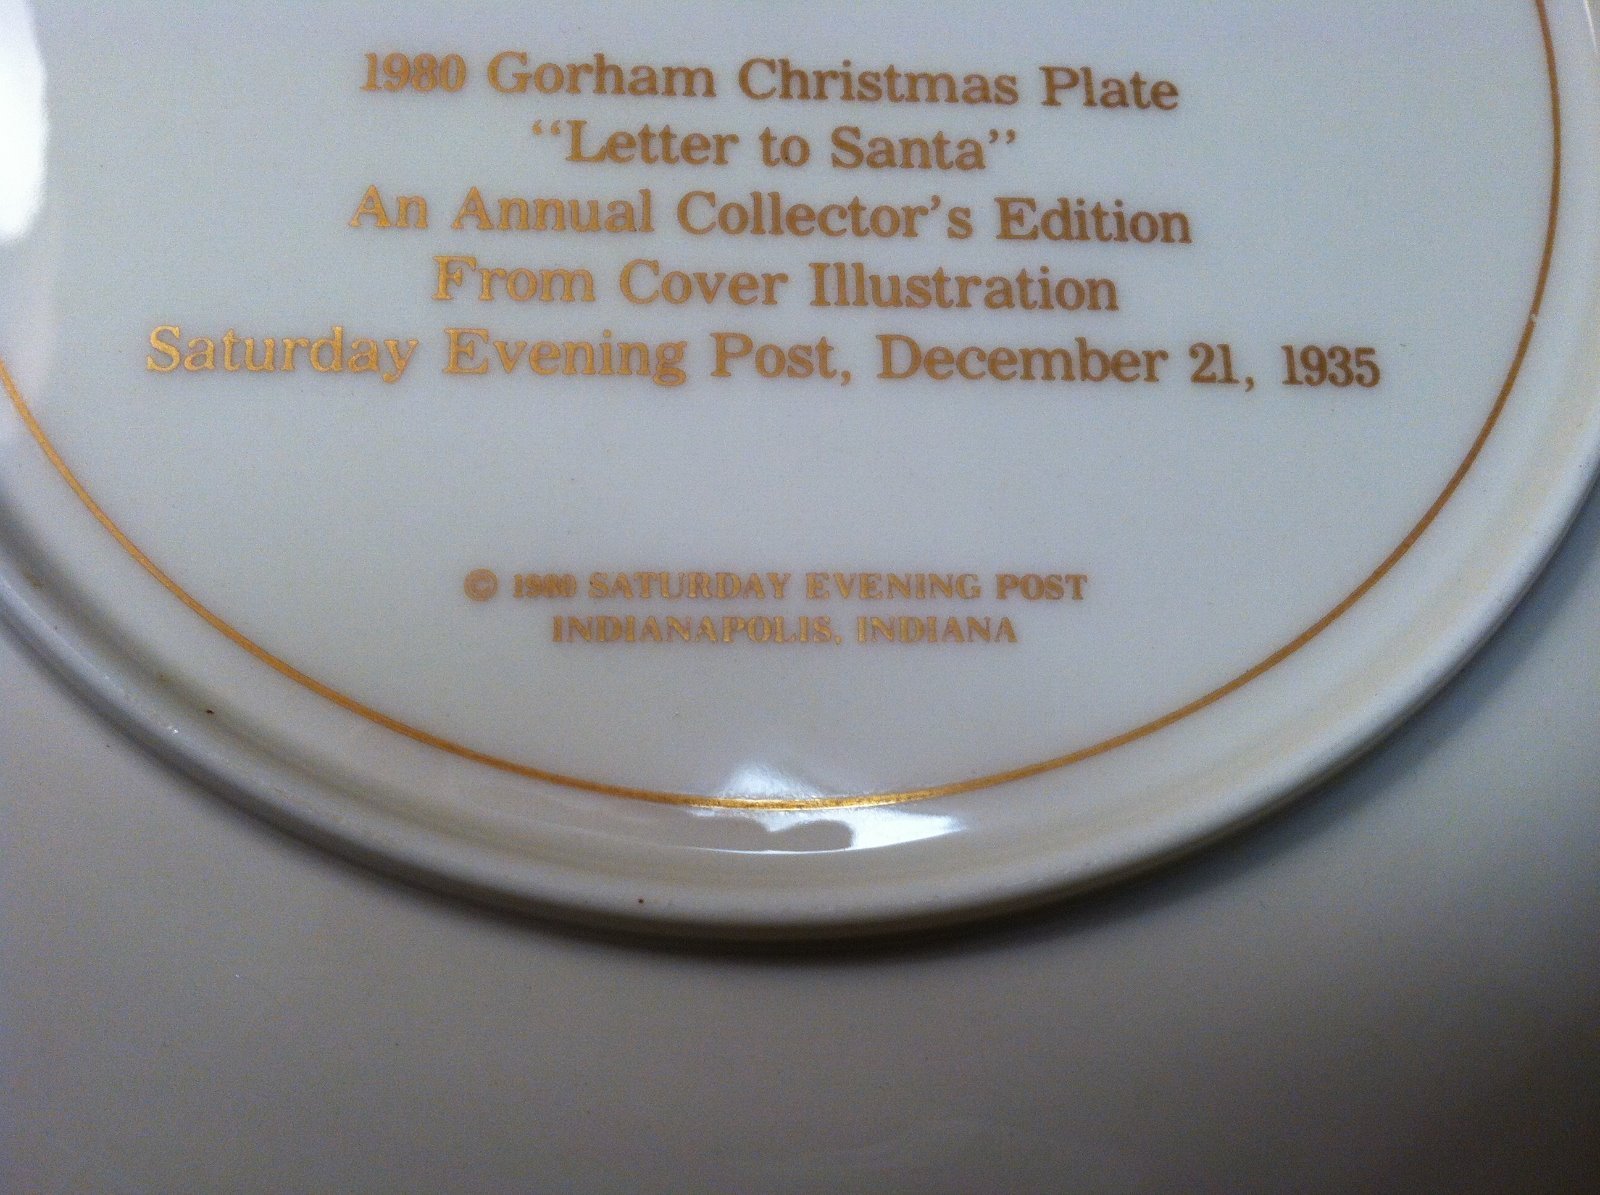 1980 Gorham Christmas Plate
“Letter to Santa”
An Annual Collector’s Edition
From Cover Illustration
Saturday Evening Post, December 21, 1935
© 1980 SATURDAY EVENING POST
INDIANAPOLIS, INDIANA